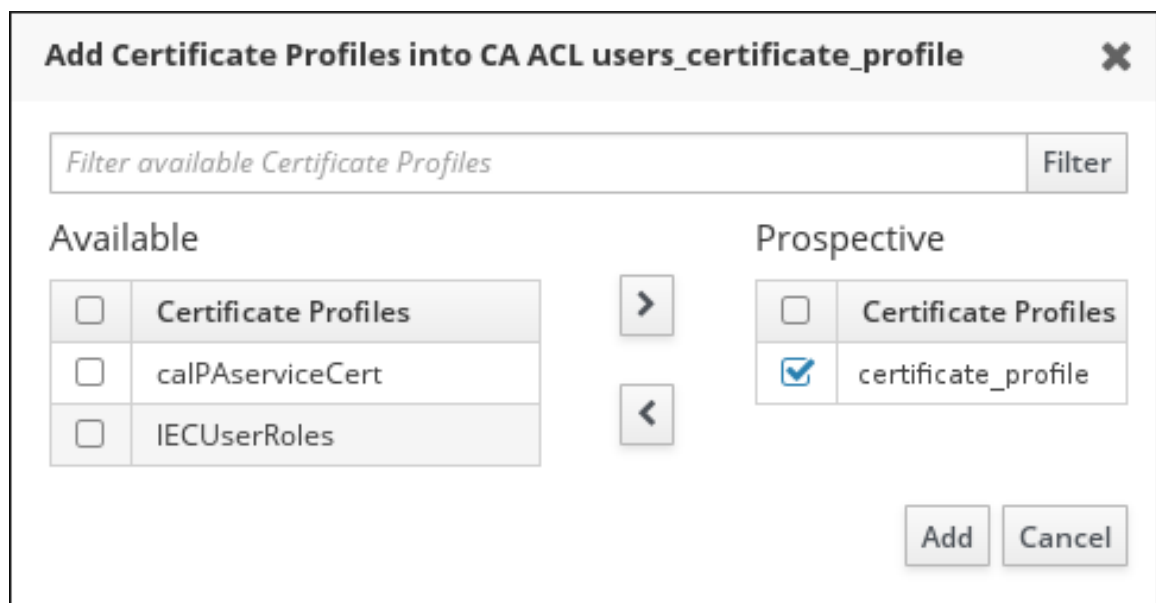 Add Certificate Profiles into CA ACL users_certificate_profile
Filter available Certificate Profiles
Filter
Available
Prospective
Certificate Profiles
Certificate Profiles
caIPAserviceCert
certificate_profile
IECUserRoles
Add
Cancel